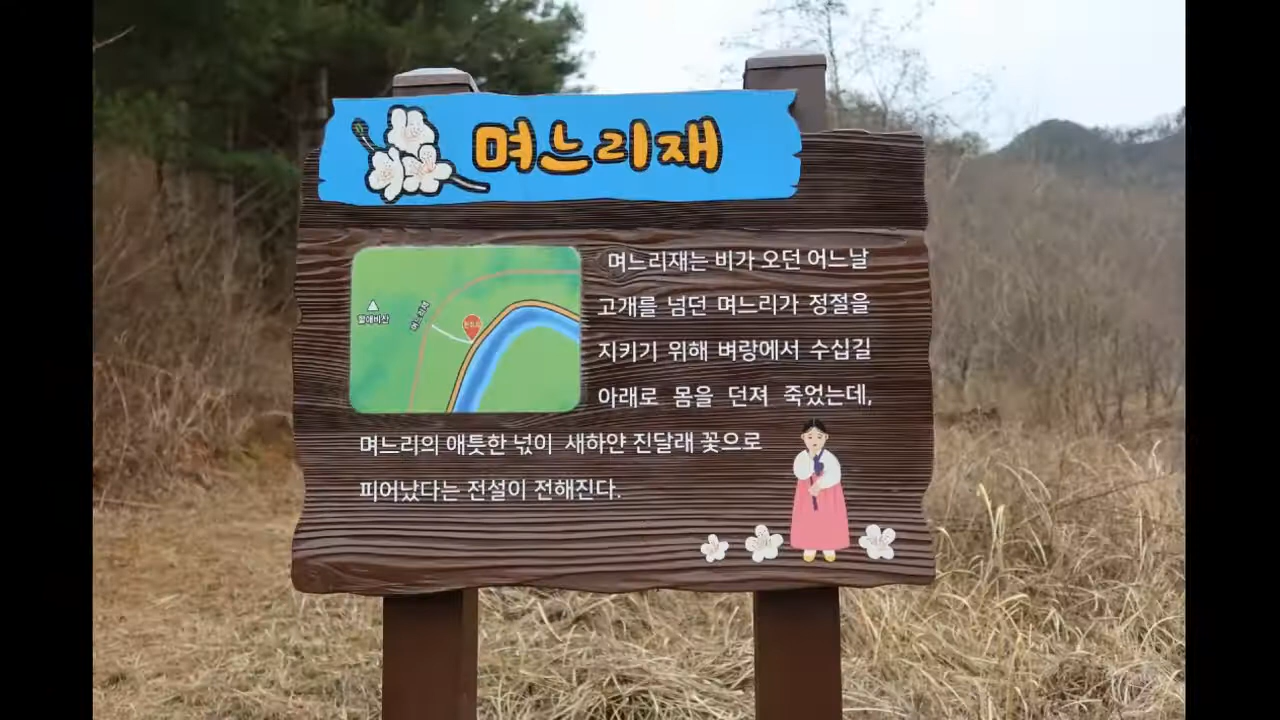 며느리재
며느리재는 비가 오던 어느날
고개를 넘던 며느리가 정절을
지키기 위해 벼랑에서 수십길
아래로 몸을 던져 죽었는데,
며느리의 애틋한 넋이 새하얀 진달래 꽃으로
피어났다는 전설이 전해진다.
며느리재